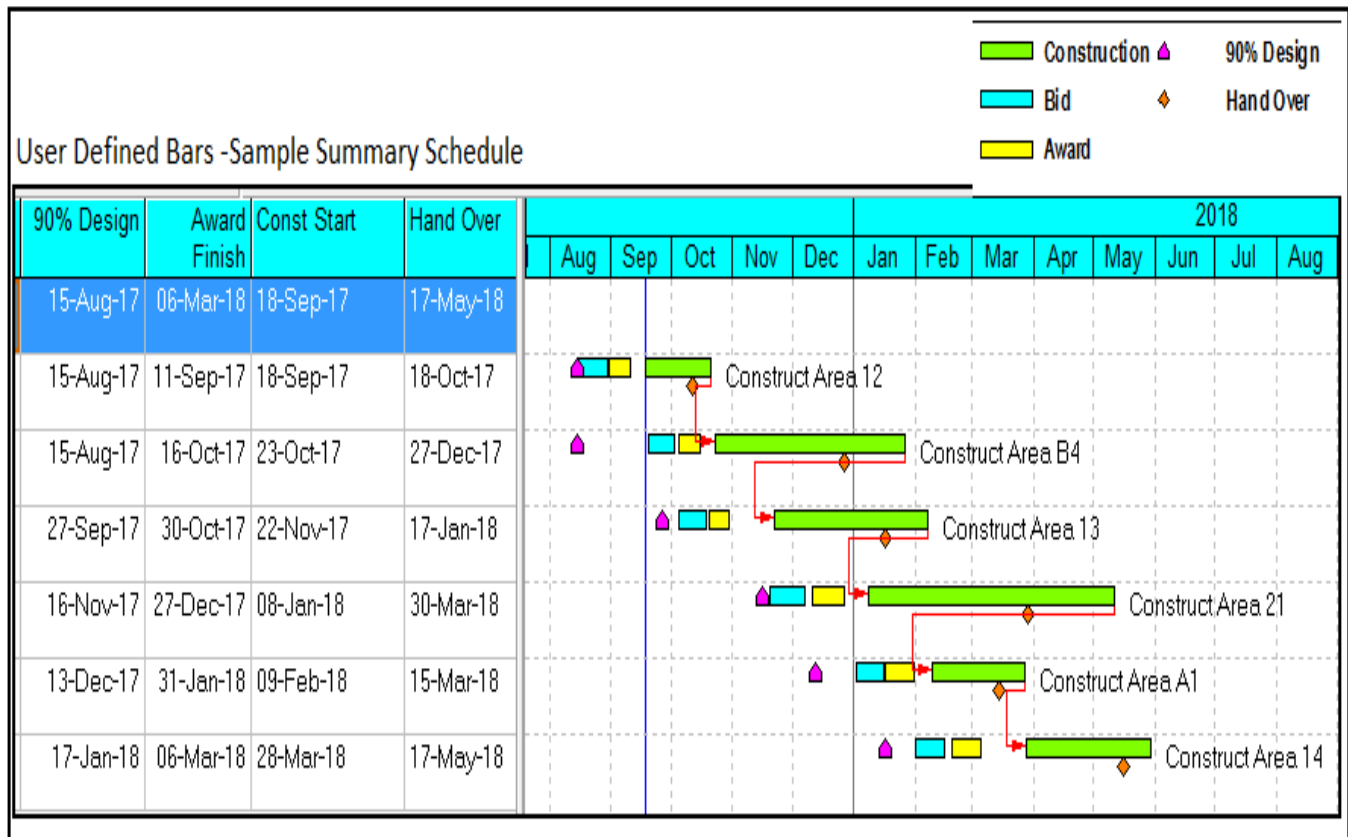 Construction 90% Design
Bid Hand Over
Award
User Defined Bars -Sample Summary Schedule
90% Design Award Finish Const Start Hand Over
2018
Aug Sep Oct Nov Dec Jan Feb Mar Apr May Jun Jul Aug
15-Aug-17 06-Mar-18 18-Sep-17 17-May-18
15-Aug-17 11-Sep-17 18-Sep-17 18-Oct-17 Construct Area 12
15-Aug-17 16-Oct-17 23-Oct-17 27-Dec-17 Construct Area B4
27-Sep-17 30-Oct-17 22-Nov-17 17-Jan-18 Construct Area 13
16-Nov-17 27-Dec-17 08-Jan-18 30-Mar-18 Construct Area 21
13-Dec-17 31-Jan-18 09-Feb-18 15-Mar-18 Construct Area A1
17-Jan-18 06-Mar-18 28-Mar-18 17-May-18 Construct Area 14